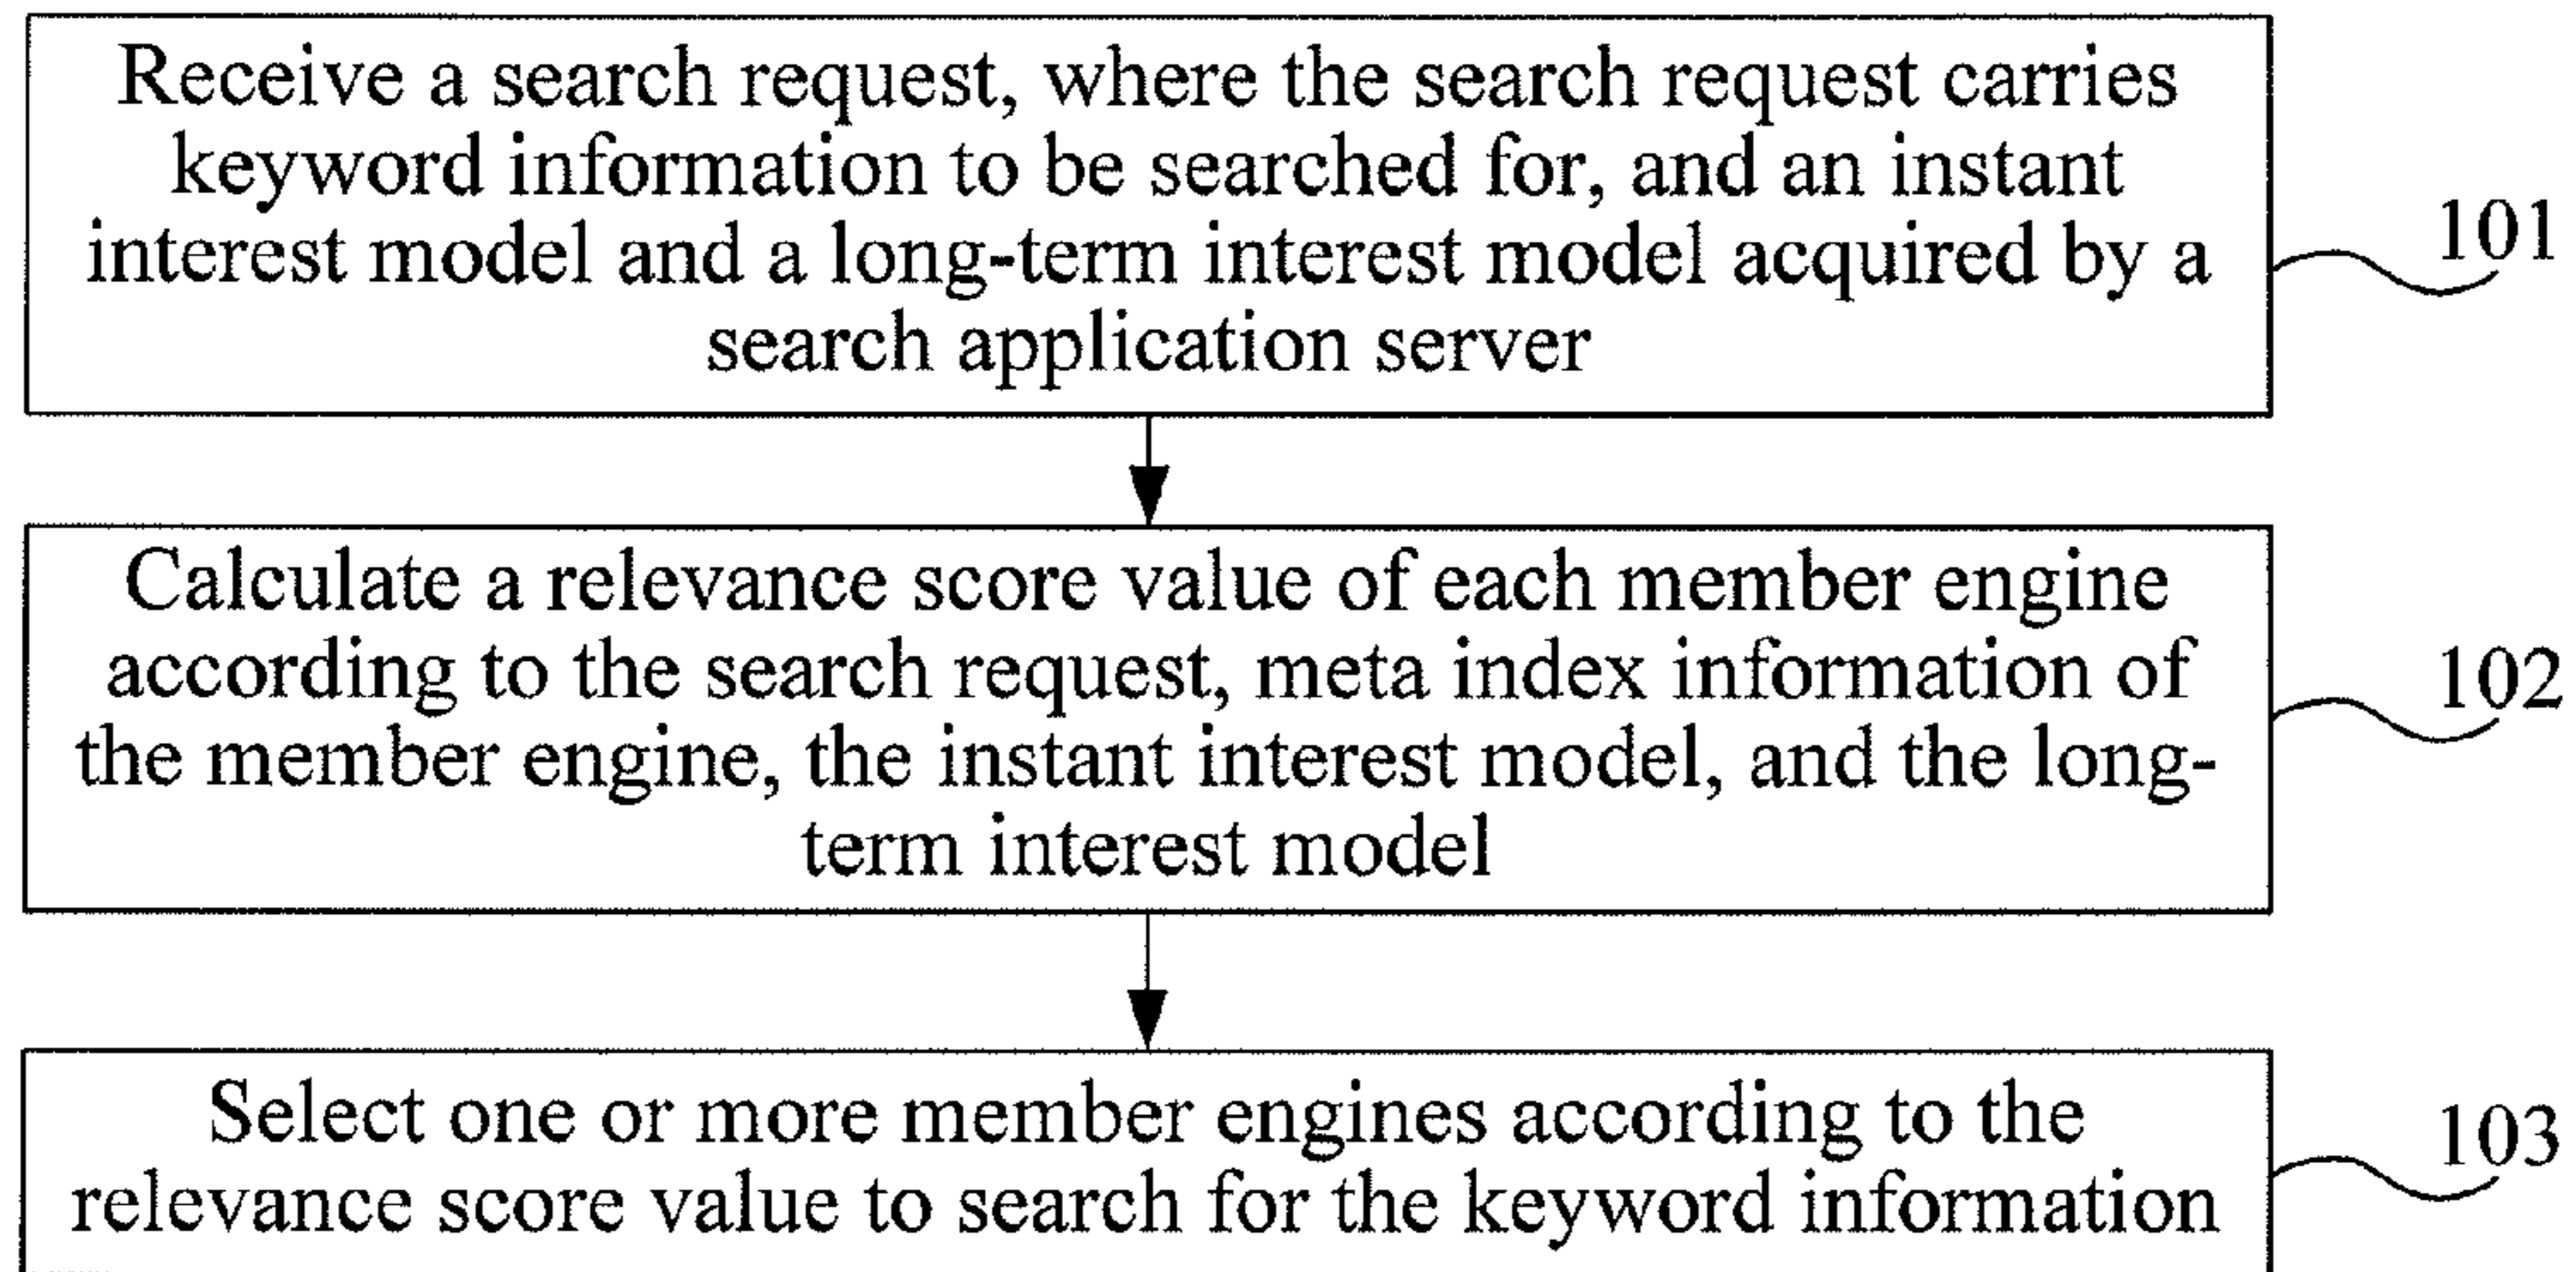 Receive a search request, where the search request carries
keyword information to be searched for, and an instant
interest model and a long-term interest model acquired by a
search application server
101
Calculate a relevance score value of each member engine
according to the search request, meta index information of
the member engine, the instant interest model, and the long-
term interest model
102
Select one or more member engines according to the
relevance score value to search for the keyword information
103